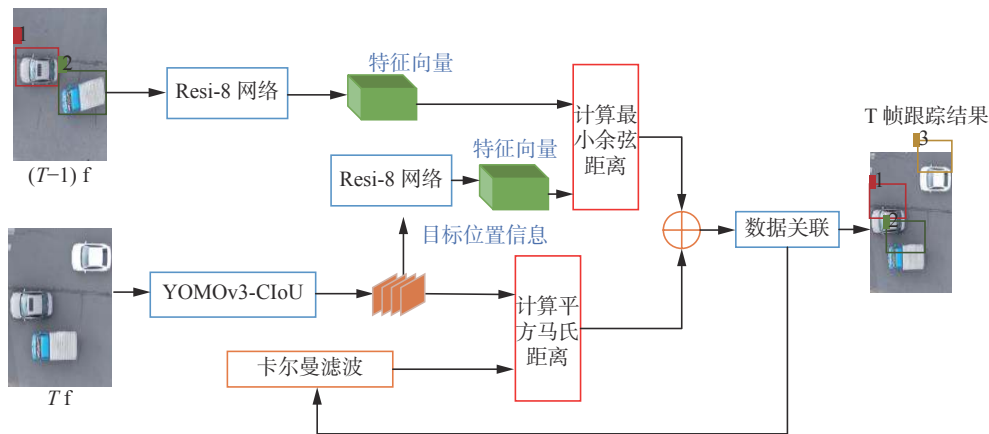 1
2
(T−1) f
Resi-8 网络
特征向量
计算最
小余弦
距离
Resi-8 网络
特征向量
目标位置信息
T f
YOMOv3-CIoU
计算平
方马氏
距离
卡尔曼滤波
数据关联
T 帧跟踪结果
3
1
2